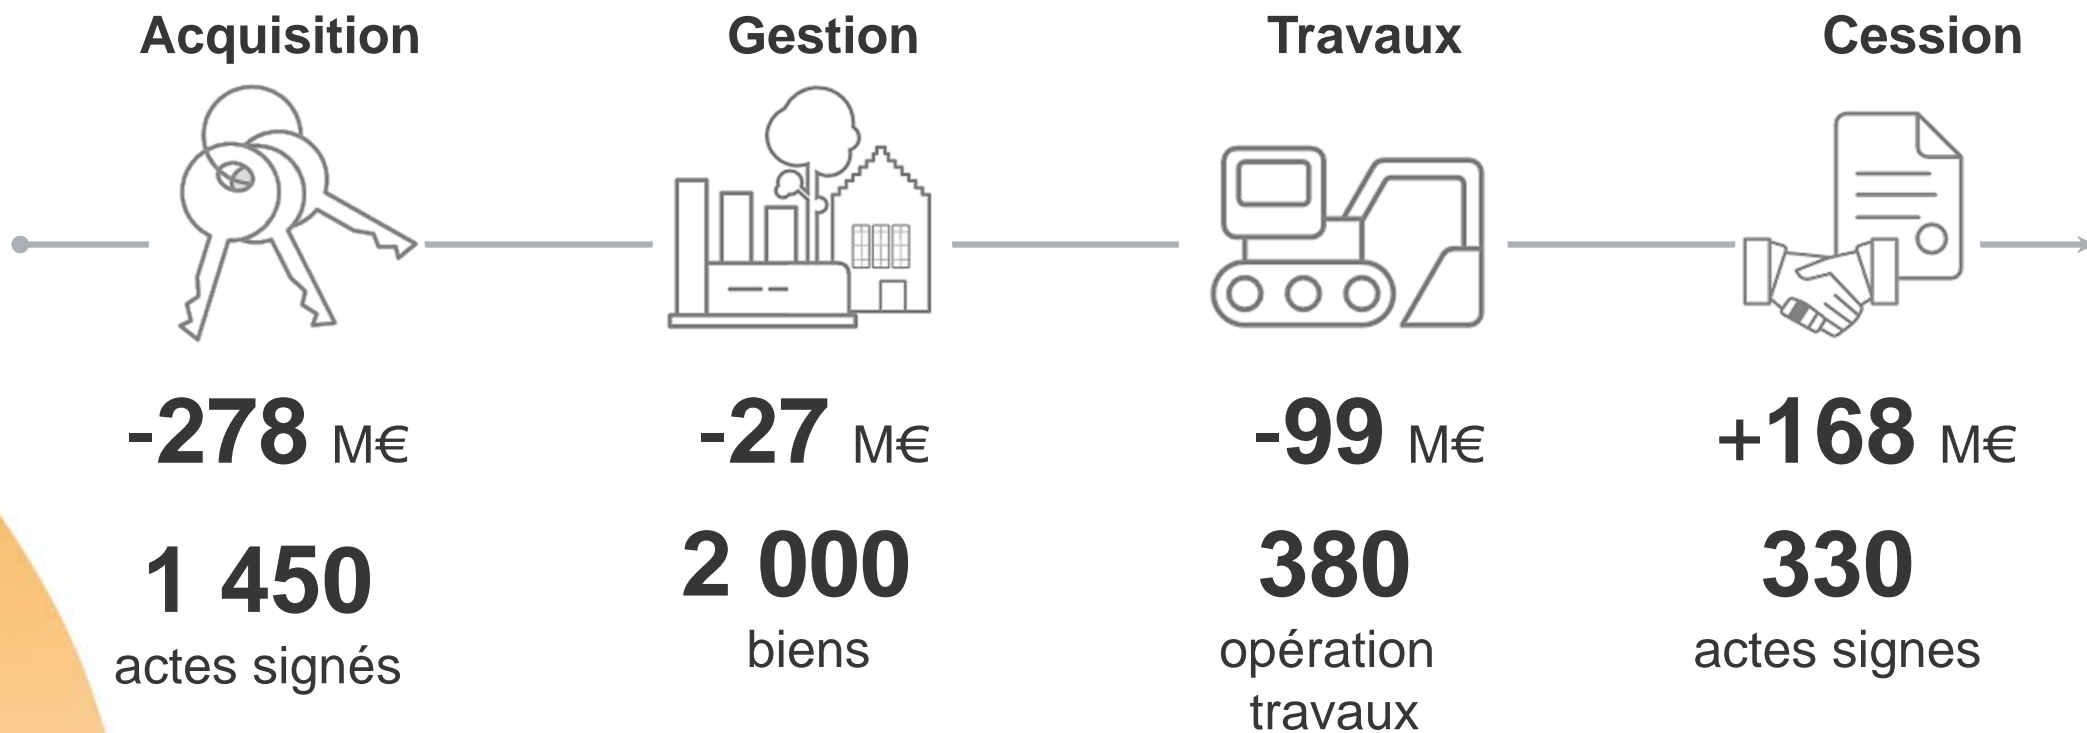 Acquisition
Gestion
Travaux
Cession
-278 M€
-27 M€
-99 M€
+168 M€
1 450
actes signés
2 000
biens
380
opération
travaux
330
actes signes